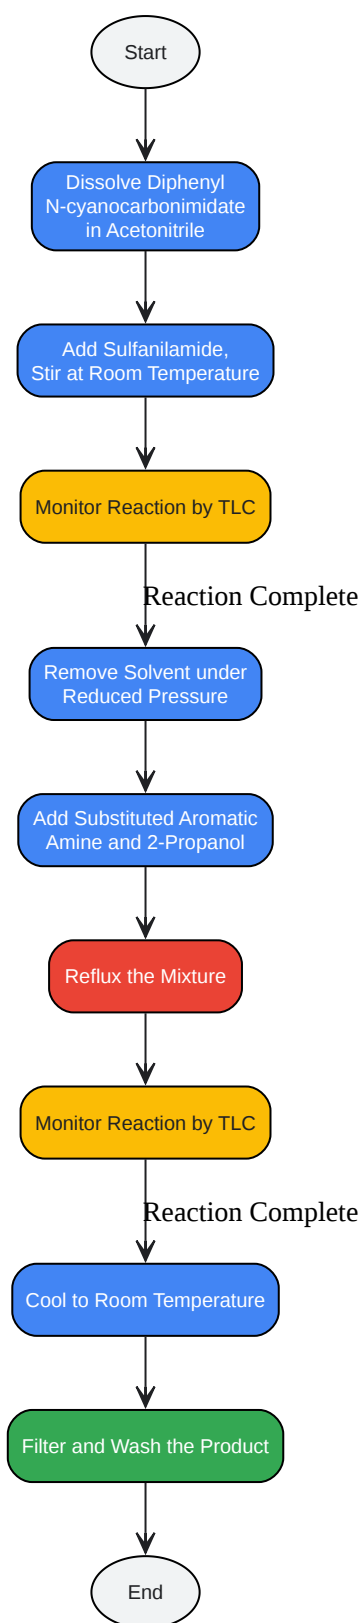 Start
Dissolve Diphenyl
N-cyanocarbonimidate
in Acetonitrile
Add Sulfanilamide,
Stir at Room Temperature
Monitor Reaction by TLC
Reaction Complete
Remove Solvent under
Reduced Pressure
Add Substituted Aromatic
Amine and 2-Propanol
Reflux the Mixture
Monitor Reaction by TLC
Reaction Complete
Cool to Room Temperature
Filter and Wash the Product
End